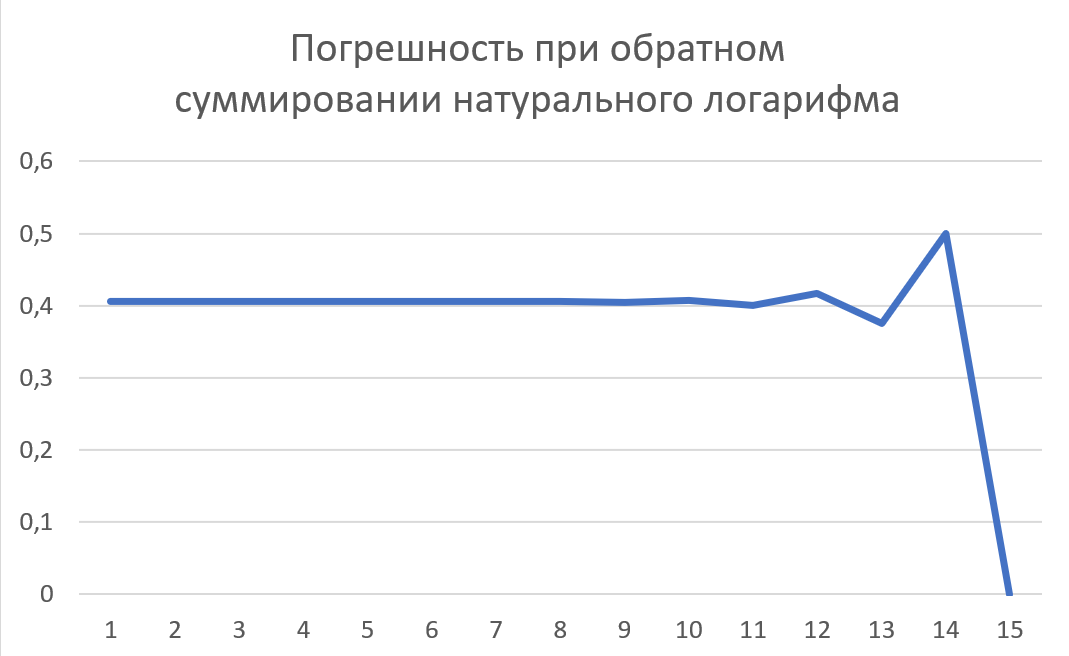 Погрешность при обратном
суммировании натурального логарифма
0,6
0,5
0,4
0,3
0,2
0,1
0
1 2 3 4 5 6 7 8 9 10 11 12 13 14 15